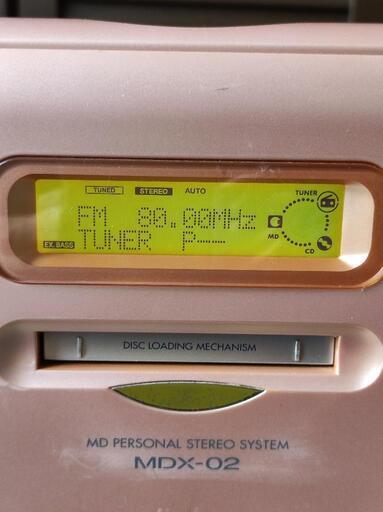 TUNED STEREO AUTO TUNER
FM 80.00MHz
MD
EX. BASS TUNER P--
CD
DISC LOADING MECHANISM
MD PERSONAL STEREO SYSTEM
MDX-02